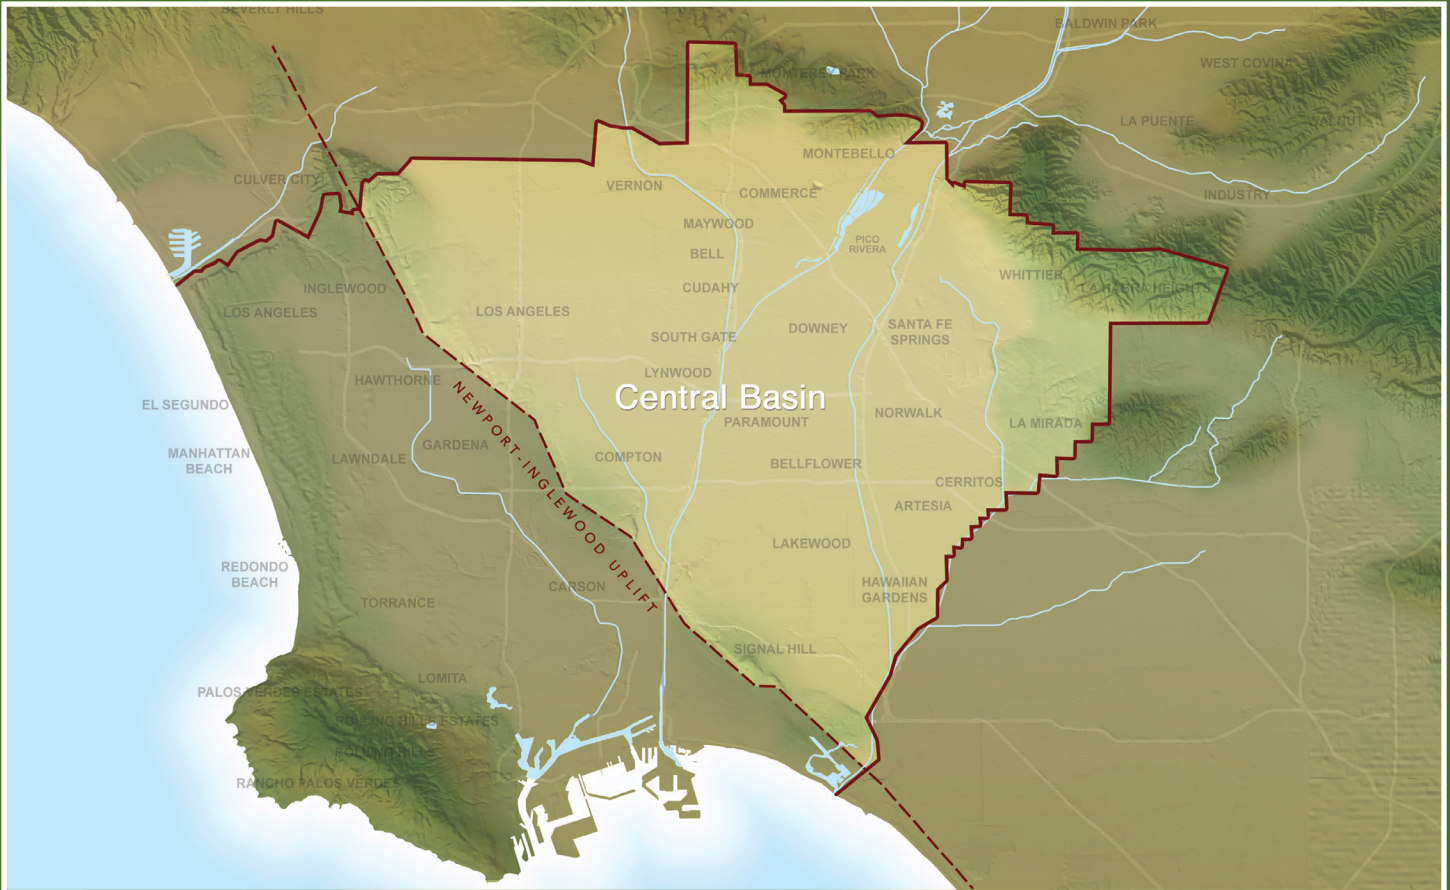 BEVERLY HILLS
BALDWIN PARK
WEST COVINA
MONTEREY PARK
LA PUENTE
WALNUT
MONTEBELLO
CULVER CITY
VERNON
COMMERCE
INDUSTRY
MAYWOOD
PICO
RIVERA
BELL
WHITTIER
INGLEWOOD
CUDAHY
LA HABRA HEIGHTS
LOS ANGELES
LOS ANGELES
SOUTH GATE
DOWNEY
SANTA FE
SPRINGS
HAWTHORNE
LYNWOOD
Central Basin
EL SEGUNDO
NORWALK
PARAMOUNT
LA MIRADA
NEWPORT-INGLEWOOD UPLIFT
GARDENA
MANHATTAN
BEACH
LAWNDALE
COMPTON
BELLFLOWER
CERRITOS
ARTESIA
LAKEWOOD
REDONDO
BEACH
CARSON
HAWAIIAN
GARDENS
TORRANCE
SIGNAL HILL
LOMITA
PALOS VERDES ESTATES
ROLLING HILLS ESTATES
ROLLING HILLS
RANCHO PALOS VERDES